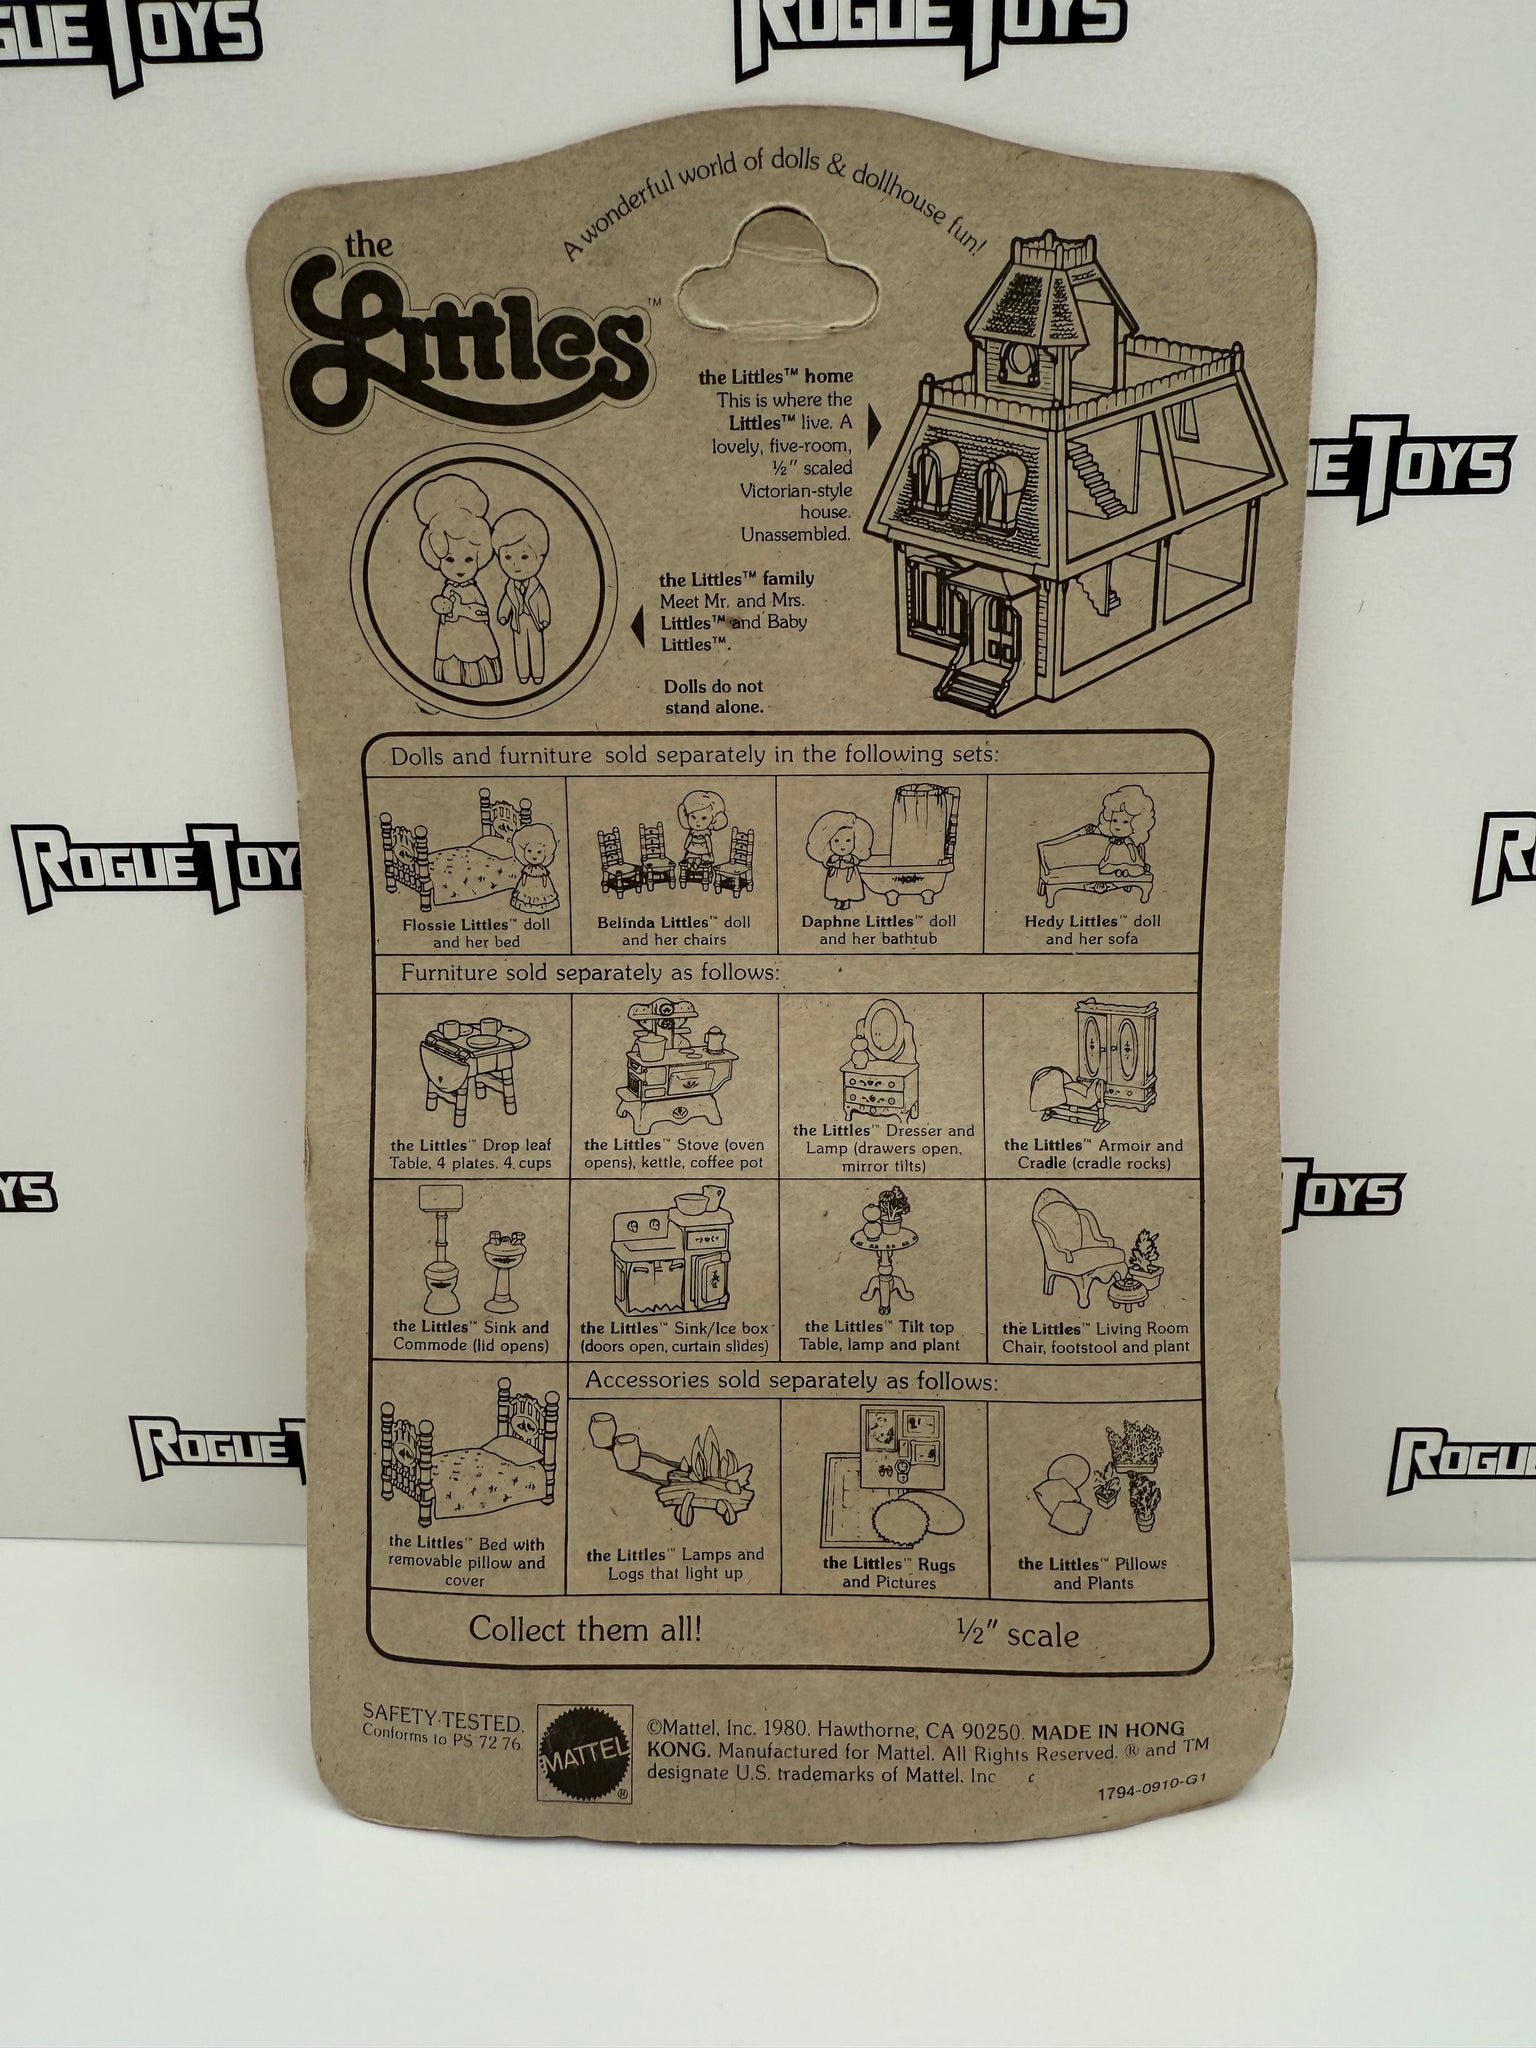 ROGUE TOYS
ROGUE TOYS
A wonderful world of dolls & dollhouse fun!
the
Littles™
the Littles™ home
This is where the
Littles™ live. A
lovely, five-room,
½" scaled
Victorian-style
house.
Unassembled.
the Littles™ family
Meet Mr. and Mrs.
Littles™ and Baby
Littles™.
Dolls do not
stand alone.
Dolls and furniture sold separately in the following sets:
Flossie Littles™ doll
and her bed
Belinda Littles™ doll
and her chairs
Daphne Littles™ doll
and her bathtub
Hedy Littles™ doll
and her sofa
Furniture sold separately as follows:
the Littles™ Drop leaf
Table, 4 plates. 4 cups
the Littles™ Stove (oven
opens), kettle, coffee pot
the Littles™ Dresser and
Lamp (drawers open,
mirror tilts)
the Littles™ Armoir and
Cradle (cradle rocks)
the Littles™ Sink and
Commode (lid opens)
the Littles™ Sink/Ice box
(doors open, curtain slides)
the Littles™ Tilt top
Table, lamp and plant
the Littles™ Living Room
Chair, footstool and plant
the Littles™ Bed with
removable pillow and
cover
Accessories sold separately as follows:
the Littles™ Lamps and
Logs that light up
the Littles™ Rugs
and Pictures
the Littles™ Pillows
and Plants
Collect them all!
½" scale
SAFETY TESTED.
Conforms to PS 72 76.
MATTEL®
©Mattel, Inc. 1980. Hawthorne, CA 90250. MADE IN HONG
KONG. Manufactured for Mattel. All Rights Reserved. ® and TM
designate U.S. trademarks of Mattel, Inc c
1794-0910-G1
GUE TOYS
UE TOYS
ROGUE TOY
R
YS
TOYS
ROGUE T
ROGU